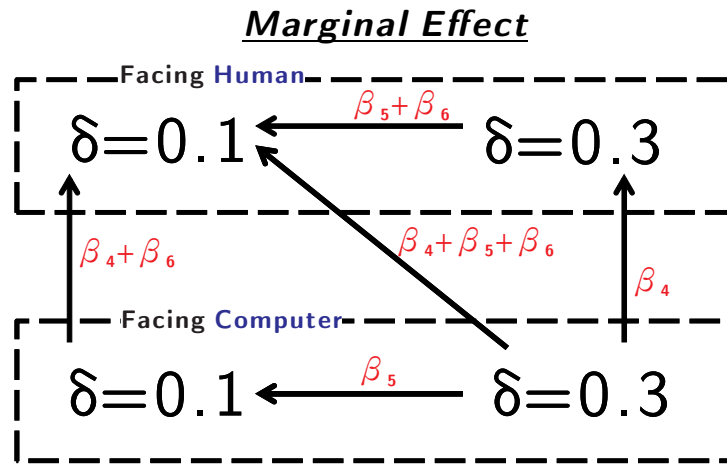 Marginal Effect
Facing Human
δ=0.1
β₅+β₆
δ=0.3
β₄+β₆
β₄+β₅+β₆
β₄
Facing Computer
δ=0.1
β₅
δ=0.3